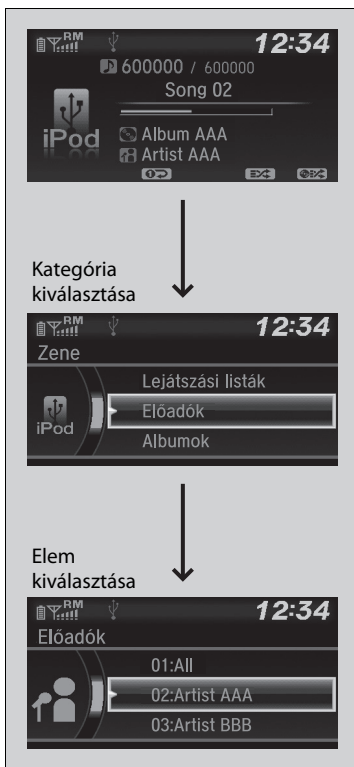 RM
12:34
600000 / 600000
Song 02
iPod
Album AAA
Artist AAA
Kategória
kiválasztása
RM
12:34
Zene
Lejátszási listák
iPod
Előadók
Albumok
Elem
kiválasztása
RM
12:34
Előadók
01:All
02:Artist AAA
03:Artist BBB